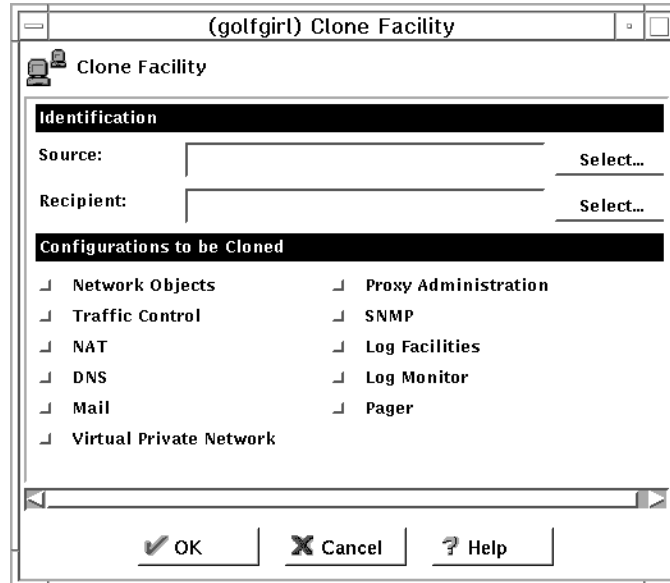 (golfgirl) Clone Facility
Clone Facility
Identification
Source:
Select...
Recipient:
Select...
Configurations to be Cloned
Network Objects
Proxy Administration
Traffic Control
SNMP
NAT
Log Facilities
DNS
Log Monitor
Mail
Pager
Virtual Private Network
OK
Cancel
Help